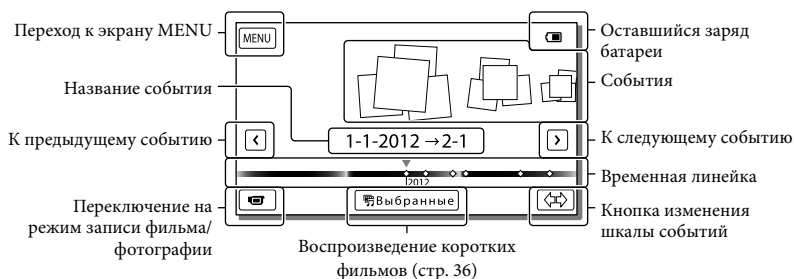 Переход к экрану MENU
MENU
Оставшийся заряд
батареи
События
Название события
К предыдущему событию
1-1-2012 →2-1
К следующему событию
2012
Временная линейка
Переключение на
режим записи фильма/
фотографии
Выбранные
Воспроизведение коротких
фильмов (стр. 36)
Кнопка изменения
шкалы событий